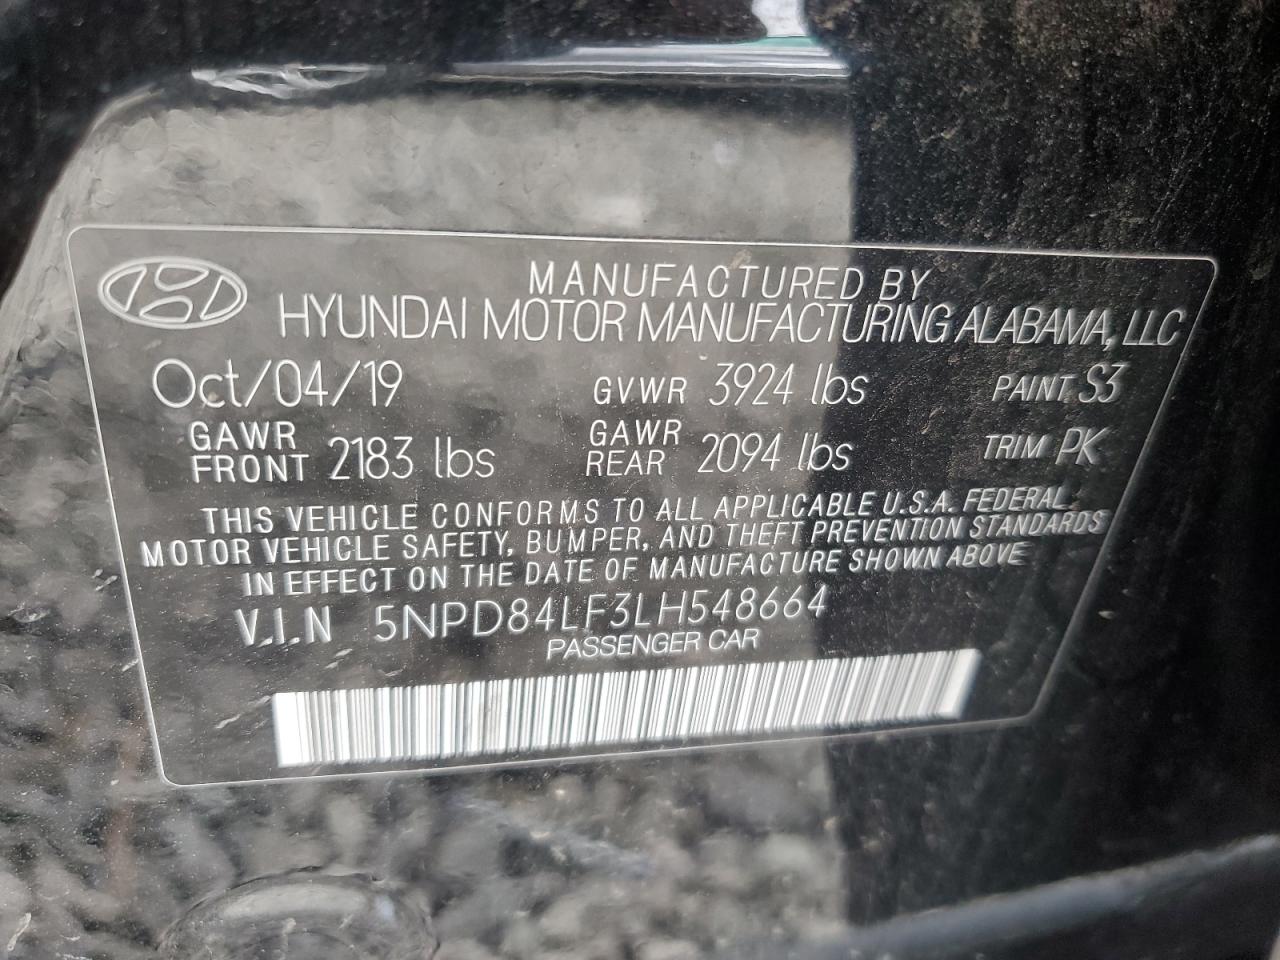 MANUFACTURED BY
HYUNDAI MOTOR MANUFACTURING ALABAMA, LLC
Oct/04/19 GVWR 3924 lbs PAINT S3
GAWR FRONT 2183 lbs GAWR REAR 2094 lbs TRIM PK
THIS VEHICLE CONFORMS TO ALL APPLICABLE U.S.A. FEDERAL
MOTOR VEHICLE SAFETY, BUMPER, AND THEFT PREVENTION STANDARDS
IN EFFECT ON THE DATE OF MANUFACTURE SHOWN ABOVE
V.I.N 5NPD84LF3LH548664
PASSENGER CAR